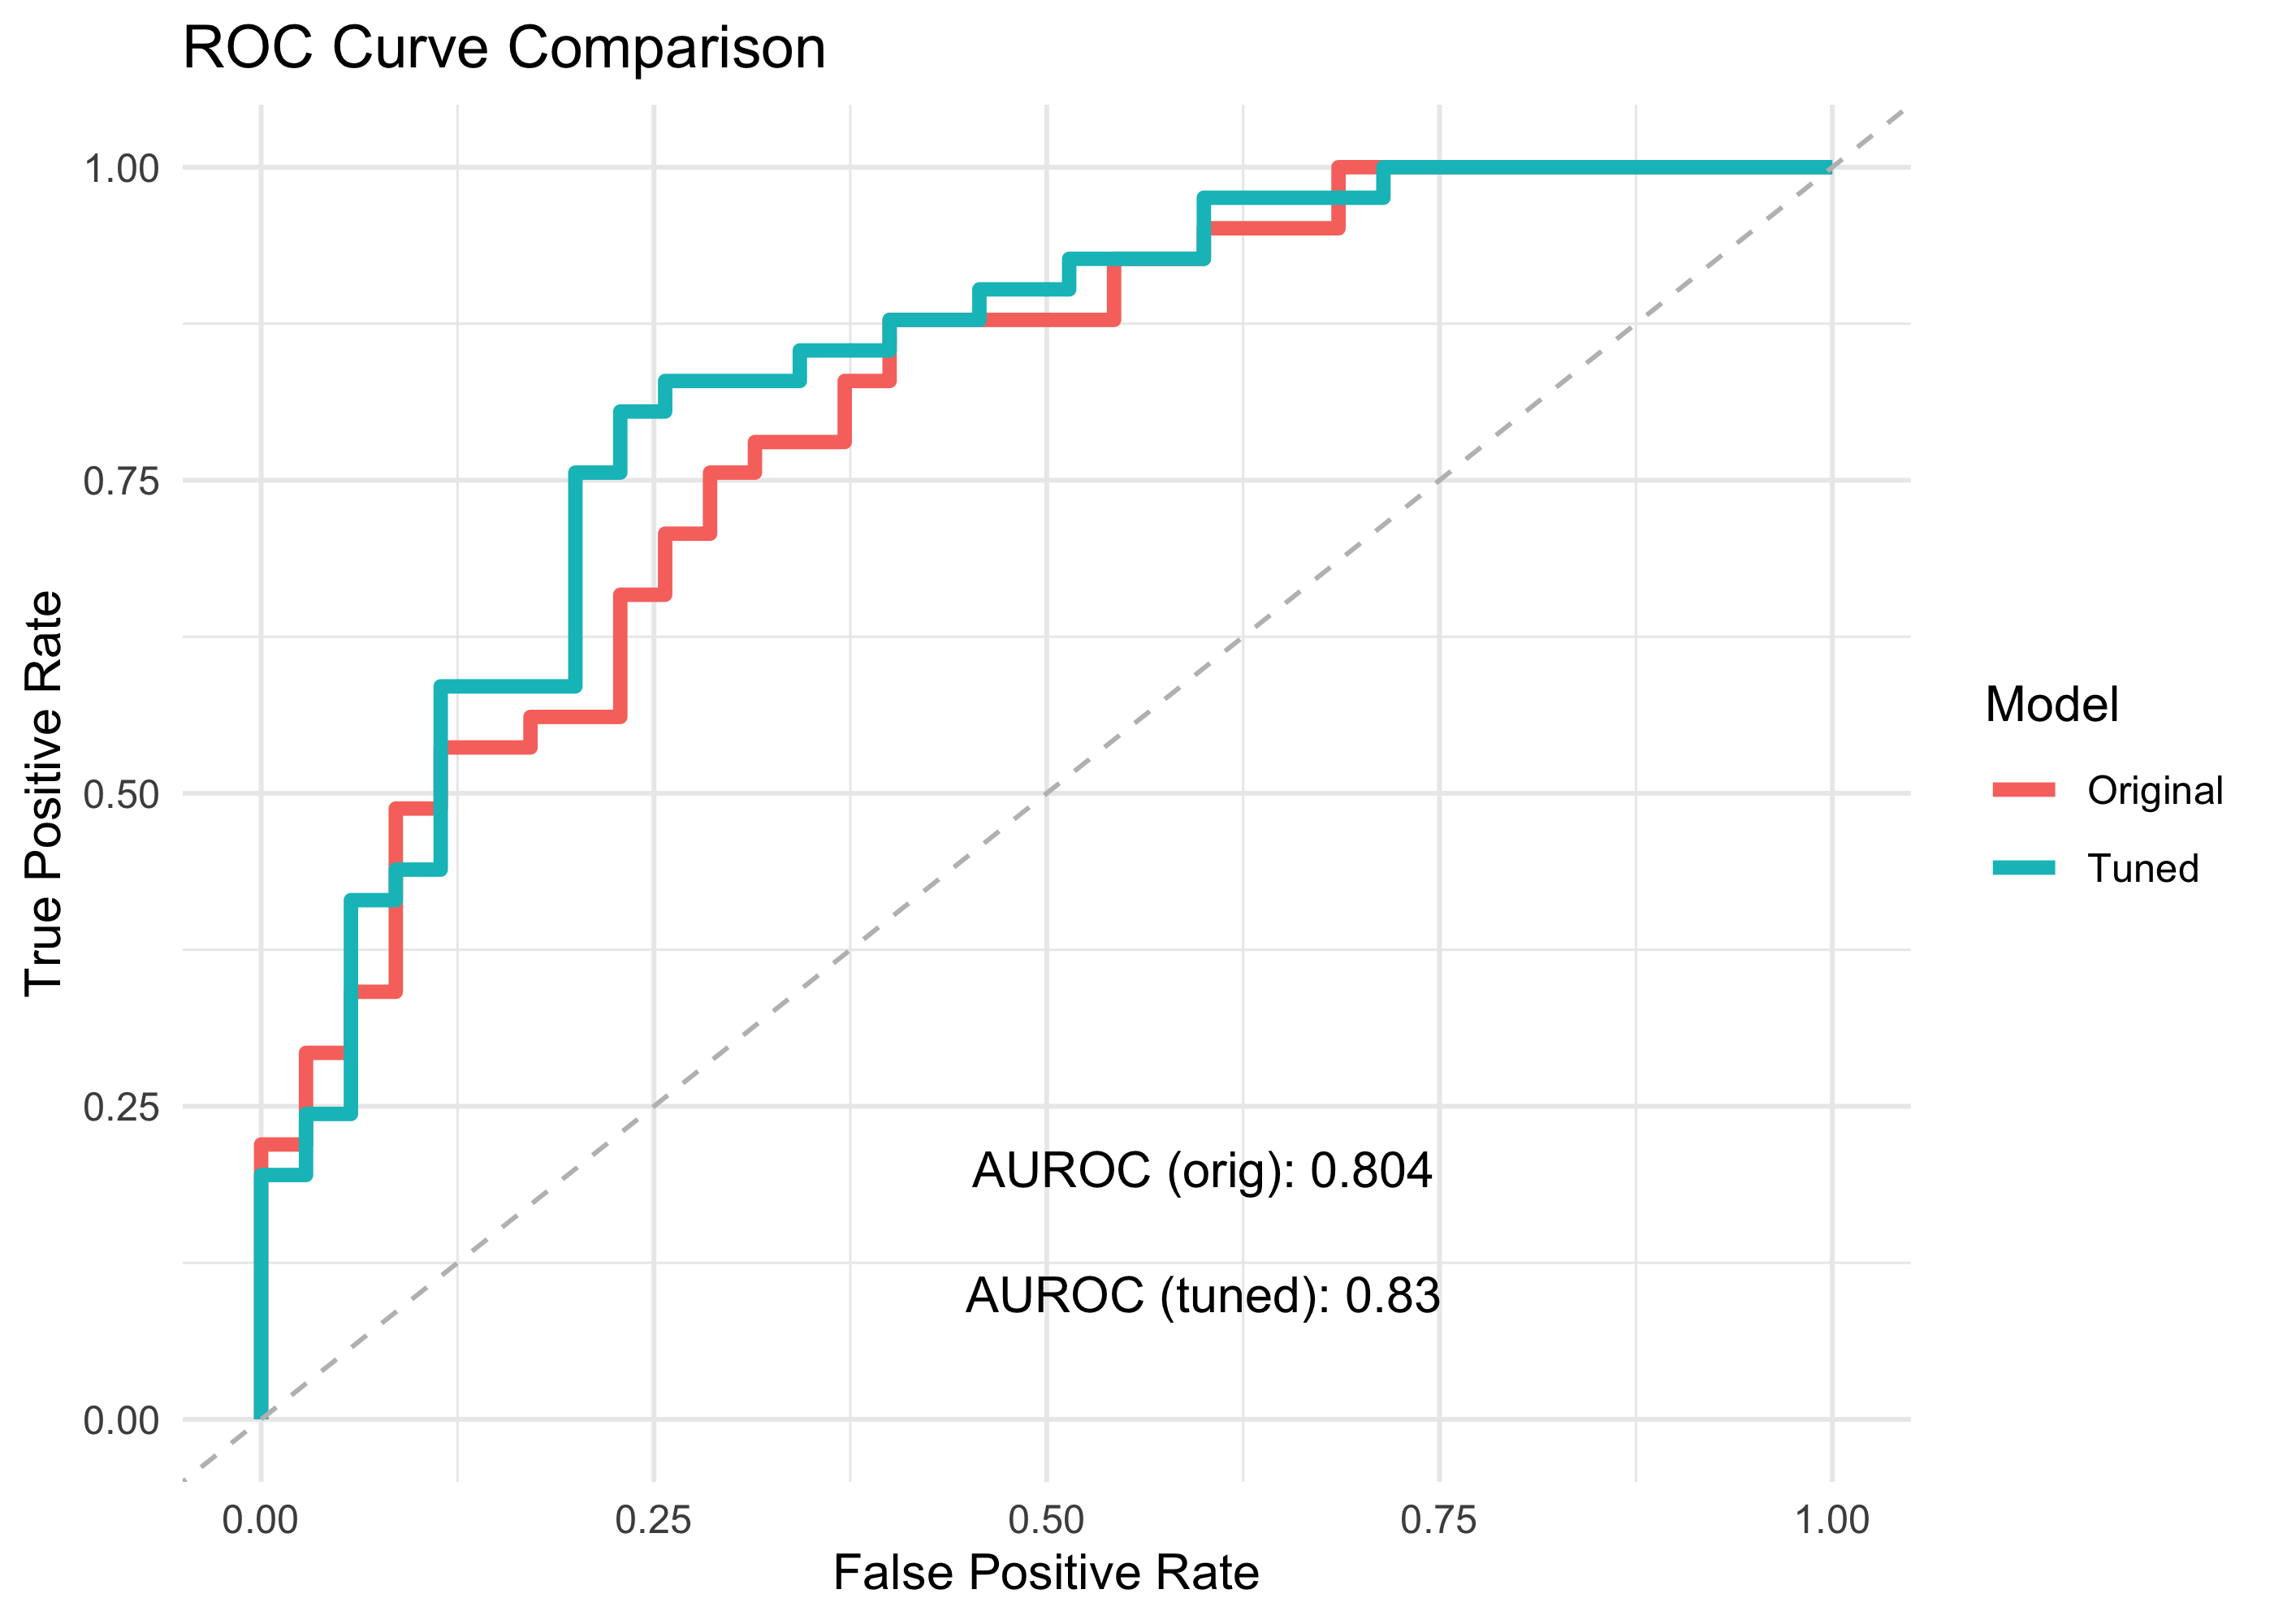 ROC Curve Comparison
True Positive Rate
1.00
0.75
0.50
0.25
0.00
AUROC (orig): 0.804
AUROC (tuned): 0.83
0.00 0.25 0.50 0.75 1.00
False Positive Rate
Model
Original
Tuned